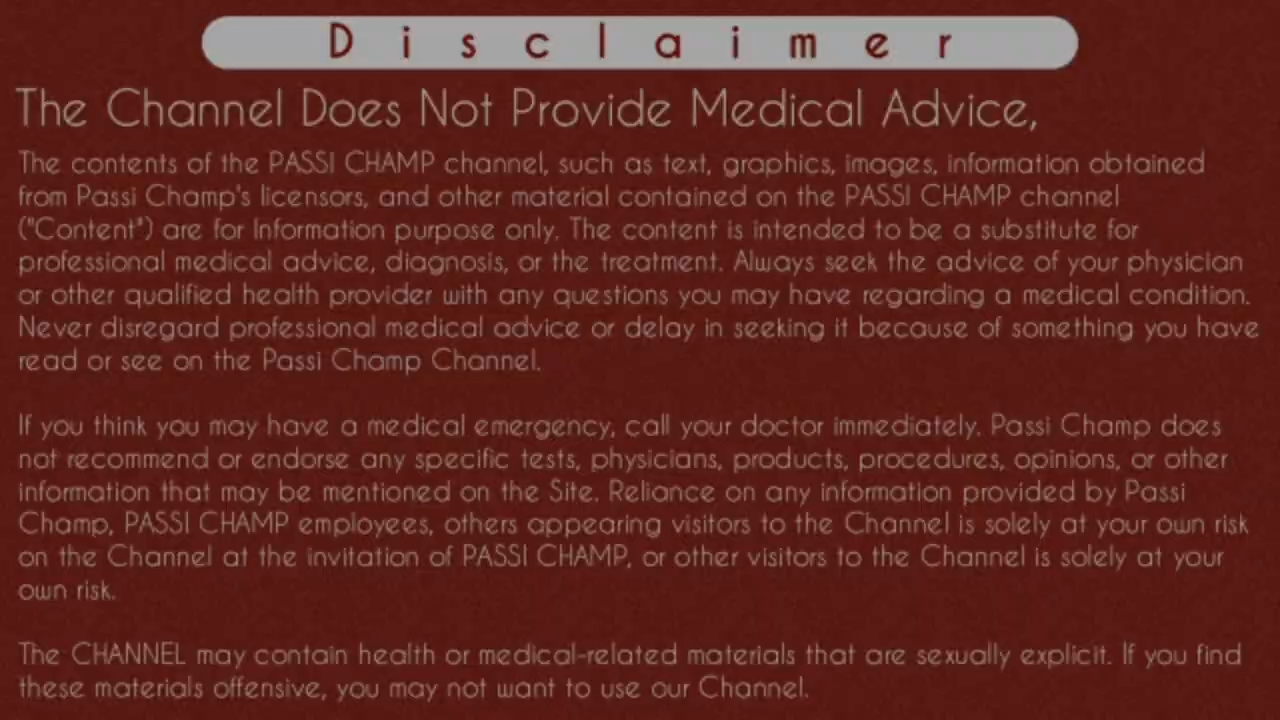 Disclaimer
The Channel Does Not Provide Medical Advice,
The contents of the PASSI CHAMP channel, such as text, graphics, images, information obtained
from Passi Champ's licensors, and other material contained on the PASSI CHAMP channel
("Content") are for Information purpose only. The content is intended to be a substitute for
professional medical advice, diagnosis, or the treatment. Always seek the advice of your physician
or other qualified health provider with any questions you may have regarding a medical condition.
Never disregard professional medical advice or delay in seeking it because of something you have
read or see on the Passi Champ Channel.
If you think you may have a medical emergency, call your doctor immediately. Passi Champ does
not recommend or endorse any specific tests, physicians, products, procedures, opinions, or other
information that may be mentioned on the Site. Reliance on any information provided by Passi
Champ, PASSI CHAMP employees, others appearing visitors to the Channel is solely at your own risk
on the Channel at the invitation of PASSI CHAMP, or other visitors to the Channel is solely at your
own risk.
The CHANNEL may contain health or medical-related materials that are sexually explicit. If you find
these materials offensive, you may not want to use our Channel.